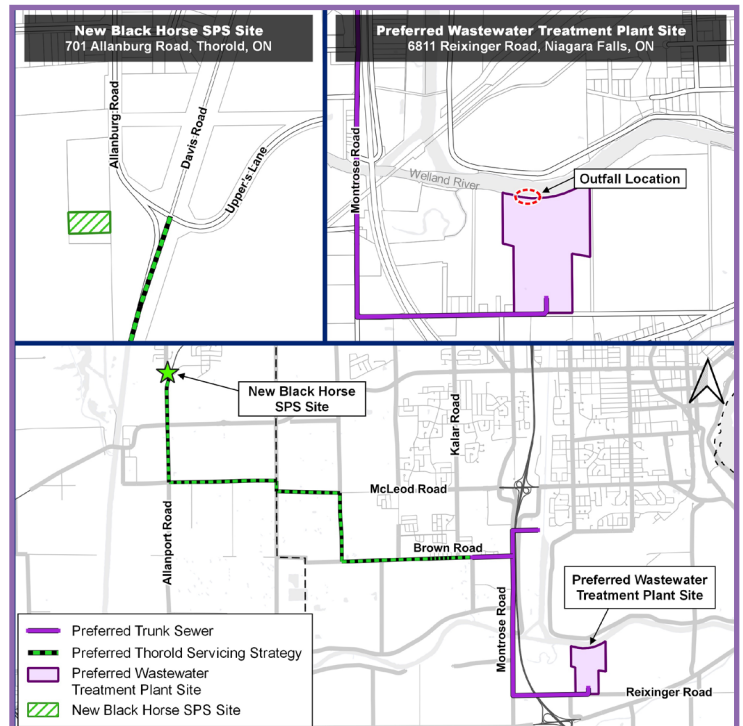 New Black Horse SPS Site
701 Allanburg Road, Thorold, ON
Allanburg Road
Davis Road
Upper's Lane
Preferred Wastewater Treatment Plant Site
6811 Reixinger Road, Niagara Falls, ON
Montrose Road
Welland River
Outfall Location
New Black Horse
SPS Site
Kalar Road
McLeod Road
Allanport Road
Brown Road
Preferred Wastewater
Treatment Plant Site
Montrose Road
Reixinger Road
Preferred Trunk Sewer
Preferred Thorold Servicing Strategy
Preferred Wastewater
Treatment Plant Site
New Black Horse SPS Site